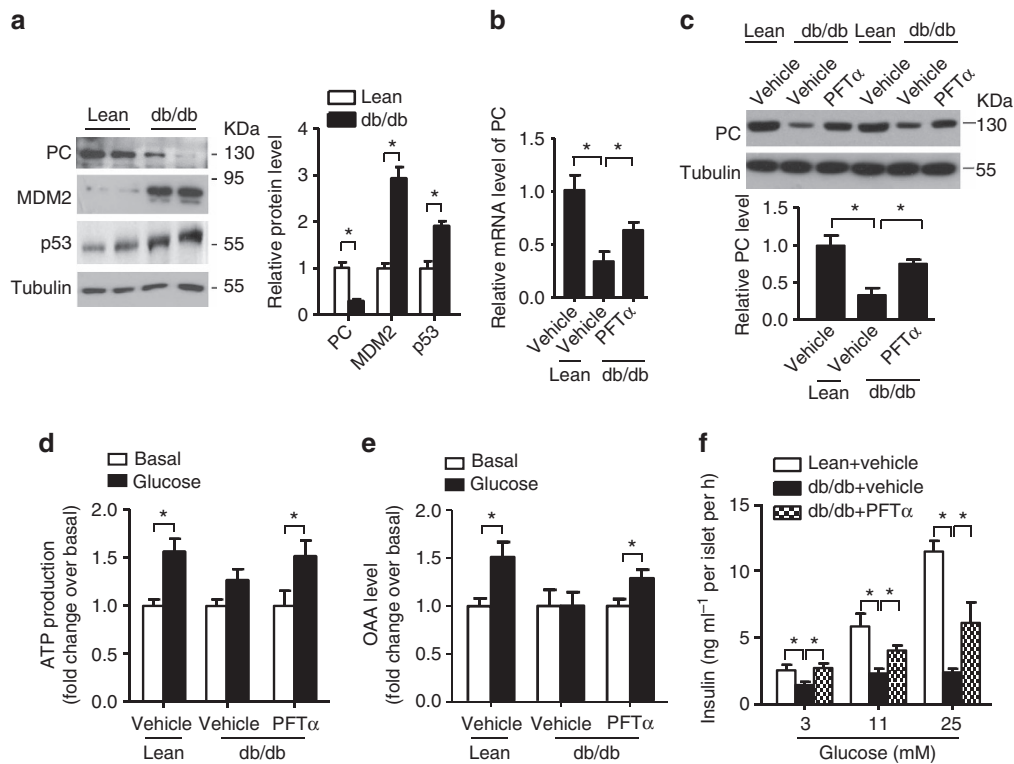 a
Lean db/db
KDa
PC - 130
- 95
MDM2
p53 - 55
Tubulin - 55
Lean
db/db
Relative protein level
4
3
2
1
0
* * *
PC MDM2 p53
b
Relative mRNA level of PC
1.5
1.0
0.5
0.0
* *
Vehicle Vehicle PFTα
Lean db/db
c
Lean db/db Lean db/db
Vehicle Vehicle PFTα Vehicle Vehicle PFTα
KDa
PC 130
Tubulin 55
Relative PC level
1.5
1.0
0.5
0.0
* *
Vehicle Vehicle PFTα
Lean db/db
d
Basal
Glucose
ATP production
(fold change over basal)
2.0
1.5
1.0
0.5
0.0
* *
Vehicle Vehicle PFTα
Lean db/db
e
Basal
Glucose
OAA level
(fold change over basal)
2.0
1.5
1.0
0.5
0.0
* *
Vehicle Vehicle PFTα
Lean db/db
f
Lean+vehicle
db/db+vehicle
db/db+PFTα
Insulin (ng ml⁻¹ per islet per h)
15
10
5
0
* * * * * *
3 11 25
Glucose (mM)